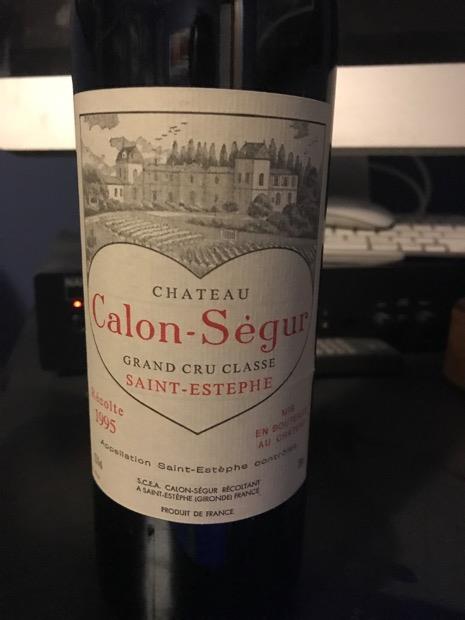 CHATEAU
Calon-Ségur
GRAND CRU CLASSÉ
SAINT-ESTEPHE
Récolte
1995
MIS
EN BOUTEILLE
AU CHATEAU
Appellation Saint-Estèphe contrôlée
S.C.E.A. CALON-SÉGUR RÉCOLTANT
A SAINT-ESTÈPHE (GIRONDE) FRANCE
PRODUIT DE FRANCE